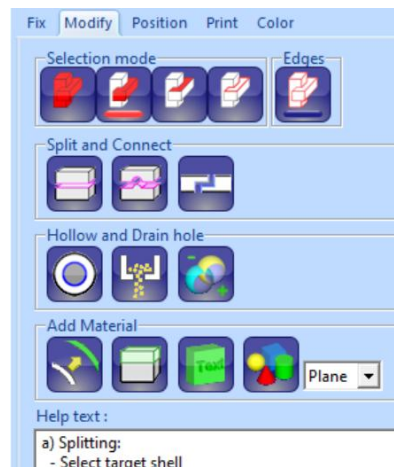 Fix Modify Position Print Color
Selection mode Edges
Split and Connect
Hollow and Drain hole
Add Material
Text
Plane
Help text :
a) Splitting:
- Select target shell